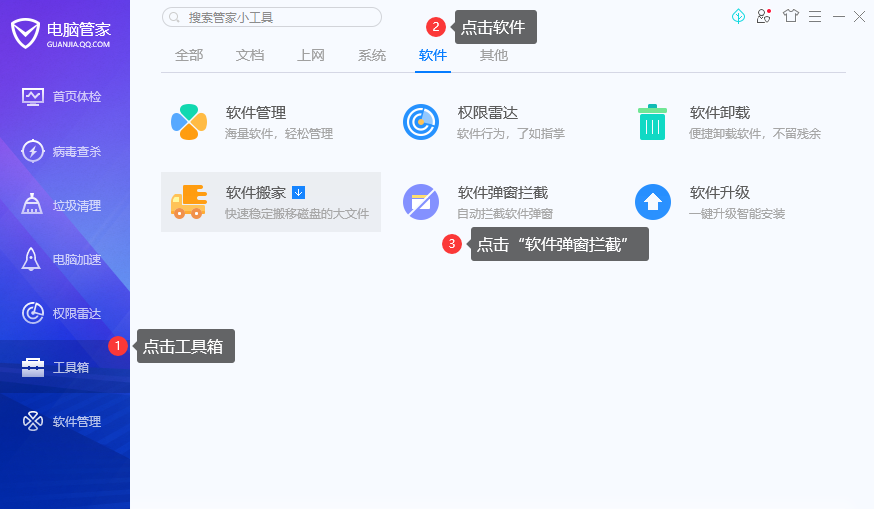 电脑管家
GUANJIA.QQ.COM
首页体检
病毒查杀
垃圾清理
电脑加速
权限雷达
工具箱
软件管理
1
点击工具箱
搜索管家小工具
2
点击软件
全部
文档
上网
系统
软件
其他
软件管理
海量软件，轻松管理
权限雷达
软件行为，了如指掌
软件卸载
便捷卸载软件，不留残余
软件搬家
快速稳定搬移磁盘的大文件
软件弹窗拦截
自动拦截软件弹窗
软件升级
一键升级智能安装
3
点击“软件弹窗拦截”